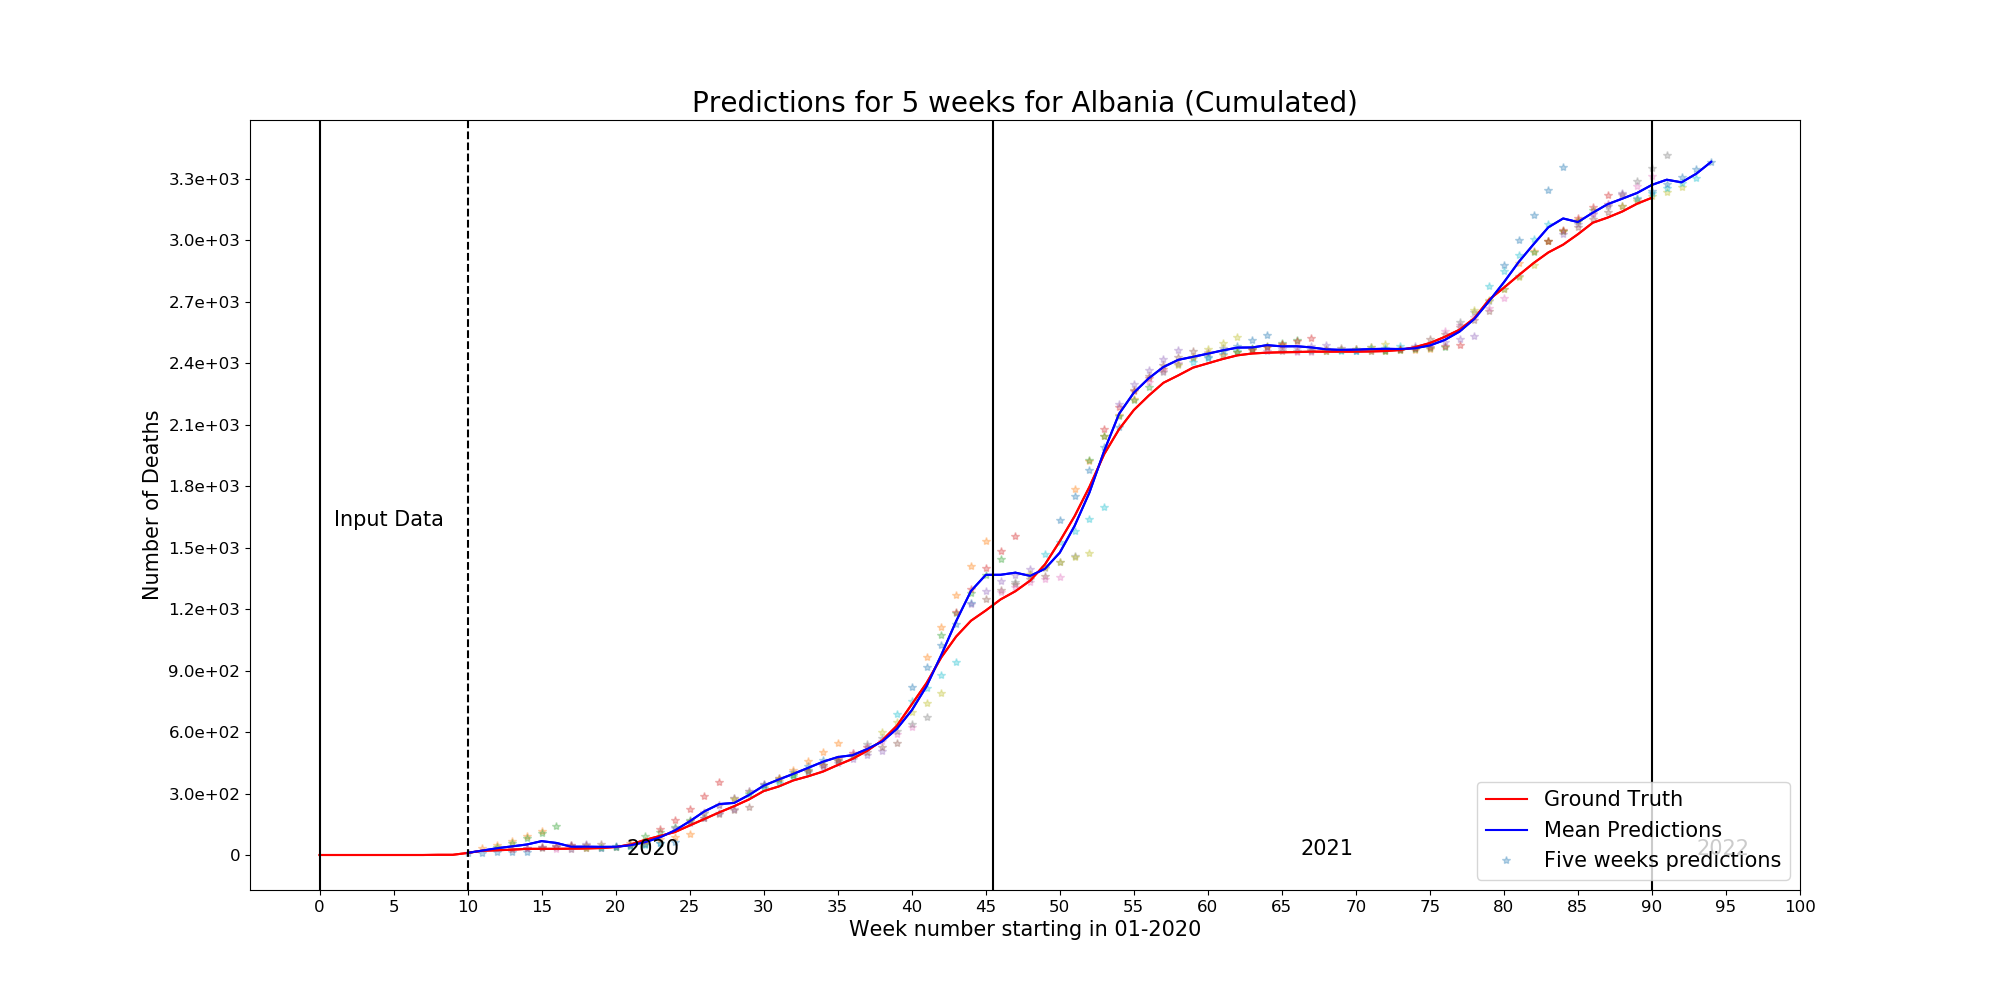 Predictions for 5 weeks for Albania (Cumulated)
3.3e+03
3.0e+03
2.7e+03
2.4e+03
2.1e+03
1.8e+03
1.5e+03
1.2e+03
9.0e+02
6.0e+02
3.0e+02
0
Number of Deaths
Input Data
2020
2021
2022
Ground Truth
Mean Predictions
Five weeks predictions
0 5 10 15 20 25 30 35 40 45 50 55 60 65 70 75 80 85 90 95 100
Week number starting in 01-2020